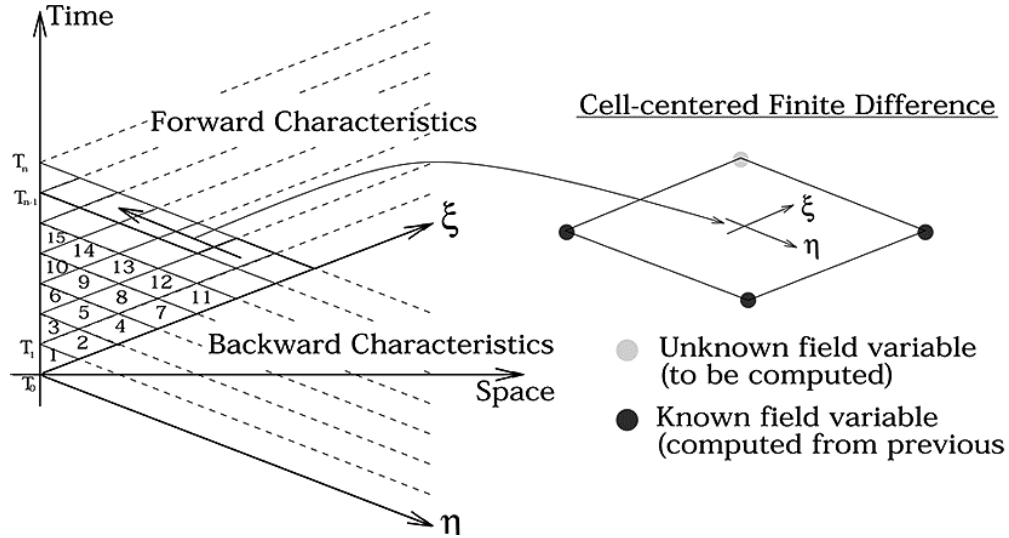 Time
Forward Characteristics
Cell-centered Finite Difference
Tn
Tn-1
ξ
ξ
η
15
14
10
13
9
12
6
8
11
5
7
3
4
2
T1
1
Backward Characteristics
T0
Space
η
Unknown field variable
(to be computed)
Known field variable
(computed from previous